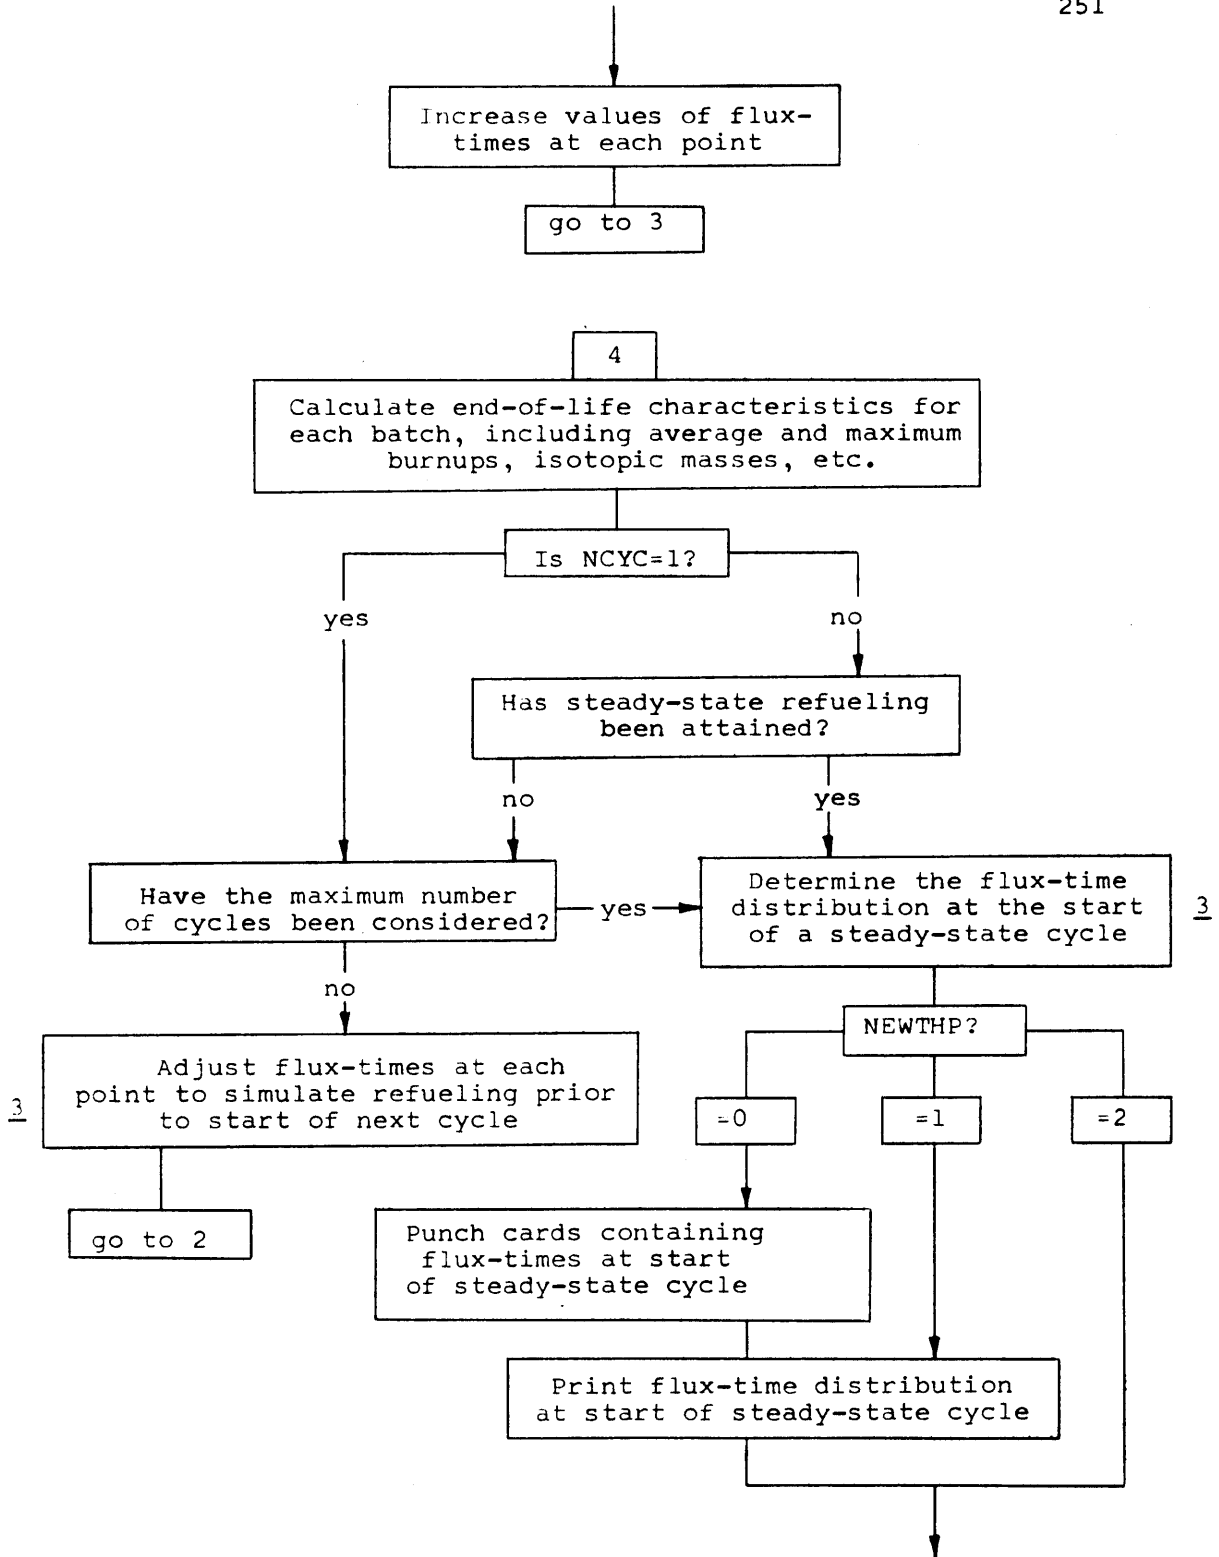 251
Increase values of flux-
times at each point
go to 3
4
Calculate end-of-life characteristics for
each batch, including average and maximum
burnups, isotopic masses, etc.
Is NCYC=1?
yes
no
Has steady-state refueling
been attained?
no
yes
Have the maximum number
of cycles been considered?
yes
Determine the flux-time
distribution at the start
of a steady-state cycle
3
no
NEWTHP?
Adjust flux-times at each
point to simulate refueling prior
to start of next cycle
3
=0
=1
=2
go to 2
Punch cards containing
flux-times at start
of steady-state cycle
Print flux-time distribution
at start of steady-state cycle